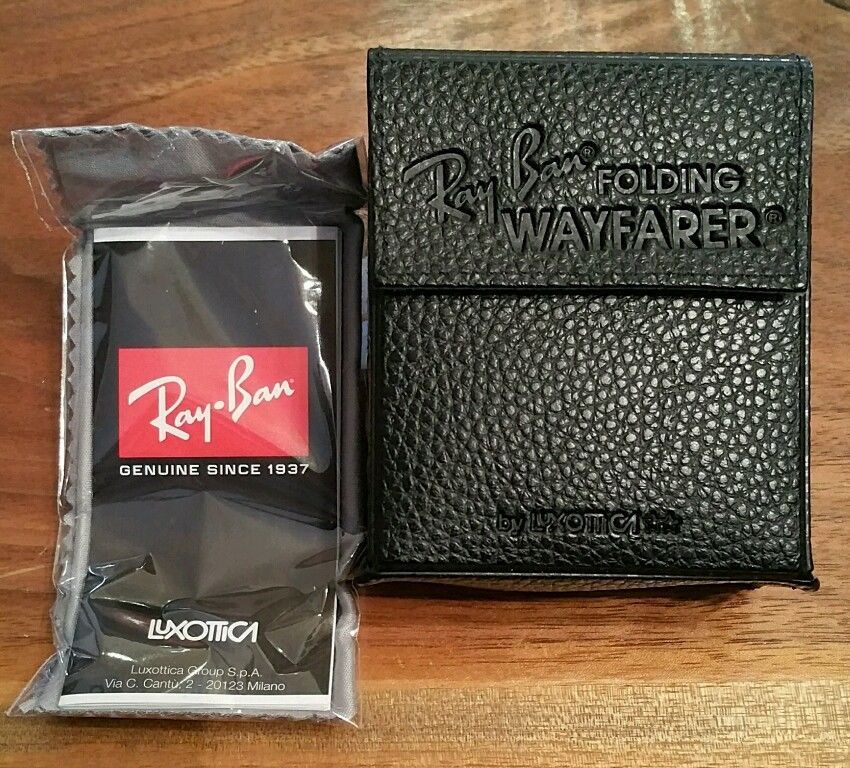 Ray-Ban
GENUINE SINCE 1937
LUXOTTICA
Luxottica Group S.p.A.
Via C. Cantù, 2 - 20123 Milano
Ray Ban® FOLDING
WAYFARER®
by LUXOTTICA